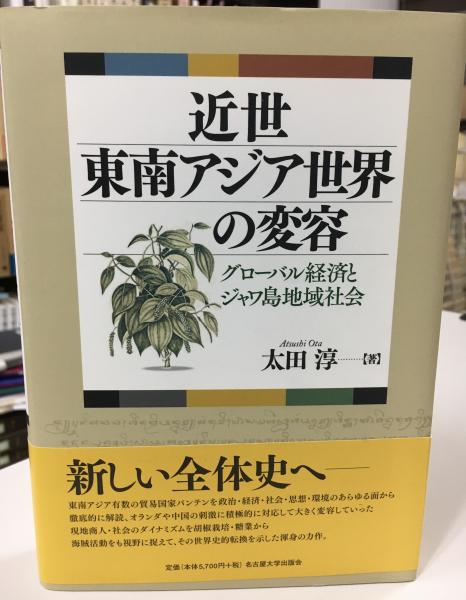 近世
東南アジア世界
の変容
グローバル経済と
ジャワ島地域社会
Atsushi Ota
太田 淳………【著】
新しい全体史へ──
東南アジア有数の貿易国家バンテンを政治・経済・社会・思想・環境のあらゆる面から
徹底的に解読、オランダや中国の刺激に積極的に対応して大きく変容していった
現地商人・社会のダイナミズムを胡椒栽培・糖業から
海賊活動をも視野に捉えて、その世界史的転換を示した渾身の力作。
定価（本体5,700円＋税） 名古屋大学出版会